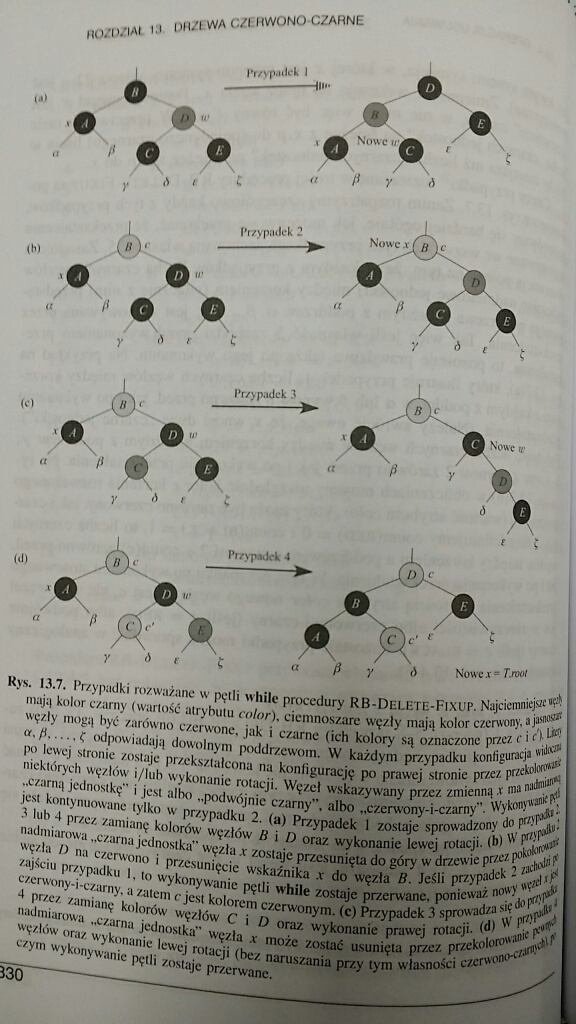 ROZDZIAŁ 13. DRZEWA CZERWONO-CZARNE
(a)
Przypadek 1
B
x A
D w
α
β
C
E
γ
δ
ε
ζ
D
B
E
x A
Nowe w C
α
β
γ
δ
ε
ζ
(b)
Przypadek 2
B c
x A
D w
α
β
C
E
γ
δ
ε
ζ
Nowe x B c
A
D
α
β
C
E
γ
δ
ε
ζ
(c)
Przypadek 3
B c
x A
D w
α
β
C
E
γ
δ
ε
ζ
B c
x A
C Nowe w
α
β
γ
D
δ
E
ε
ζ
(d)
Przypadek 4
B c
x A
D w
α
β
C c'
E
γ
δ
ε
ζ
D c
B
E
A
C c'
ε
ζ
α
β
γ
δ
Nowe x = T.root
Rys. 13.7. Przypadki rozważane w pętli while procedury RB-DELETE-FIXUP. Najciemniejsze węzły
mają kolor czarny (wartość atrybutu color), ciemnoszare węzły mają kolor czerwony, a jasnoszare
węzły mogą być zarówno czerwone, jak i czarne (ich kolory są oznaczone przez c i c'). Litery
α, β, . . . , ζ odpowiadają dowolnym poddrzewom. W każdym przypadku konfiguracja widoczna
po lewej stronie zostaje przekształcona na konfigurację po prawej stronie przez przekolorowanie
niektórych węzłów i/lub wykonanie rotacji. Węzeł wskazywany przez zmienną x ma nadmiarową
„czarną jednostkę” i jest albo „podwójnie czarny”, albo „czerwony-i-czarny”. Wykonywanie pętli
jest kontynuowane tylko w przypadku 2. (a) Przypadek 1 zostaje sprowadzony do przypadku 2,
3 lub 4 przez zamianę kolorów węzłów B i D oraz wykonanie lewej rotacji. (b) W przypadku 2
nadmiarowa „czarna jednostka” węzła x zostaje przesunięta do góry w drzewie przez pokolorowanie
węzła D na czerwono i przesunięcie wskaźnika x do węzła B. Jeśli przypadek 2 zachodzi po
zajściu przypadku 1, to wykonywanie pętli while zostaje przerwane, ponieważ nowy węzeł x jest
czerwony-i-czarny, a zatem c jest kolorem czerwonym. (c) Przypadek 3 sprowadza się do przypadku
4 przez zamianę kolorów węzłów C i D oraz wykonanie prawej rotacji. (d) W przypadku 4
nadmiarowa „czarna jednostka” węzła x może zostać usunięta przez przekolorowanie pewnych
węzłów oraz wykonanie lewej rotacji (bez naruszania przy tym własności czerwono-czarnych), po
czym wykonywanie pętli zostaje przerwane.
330